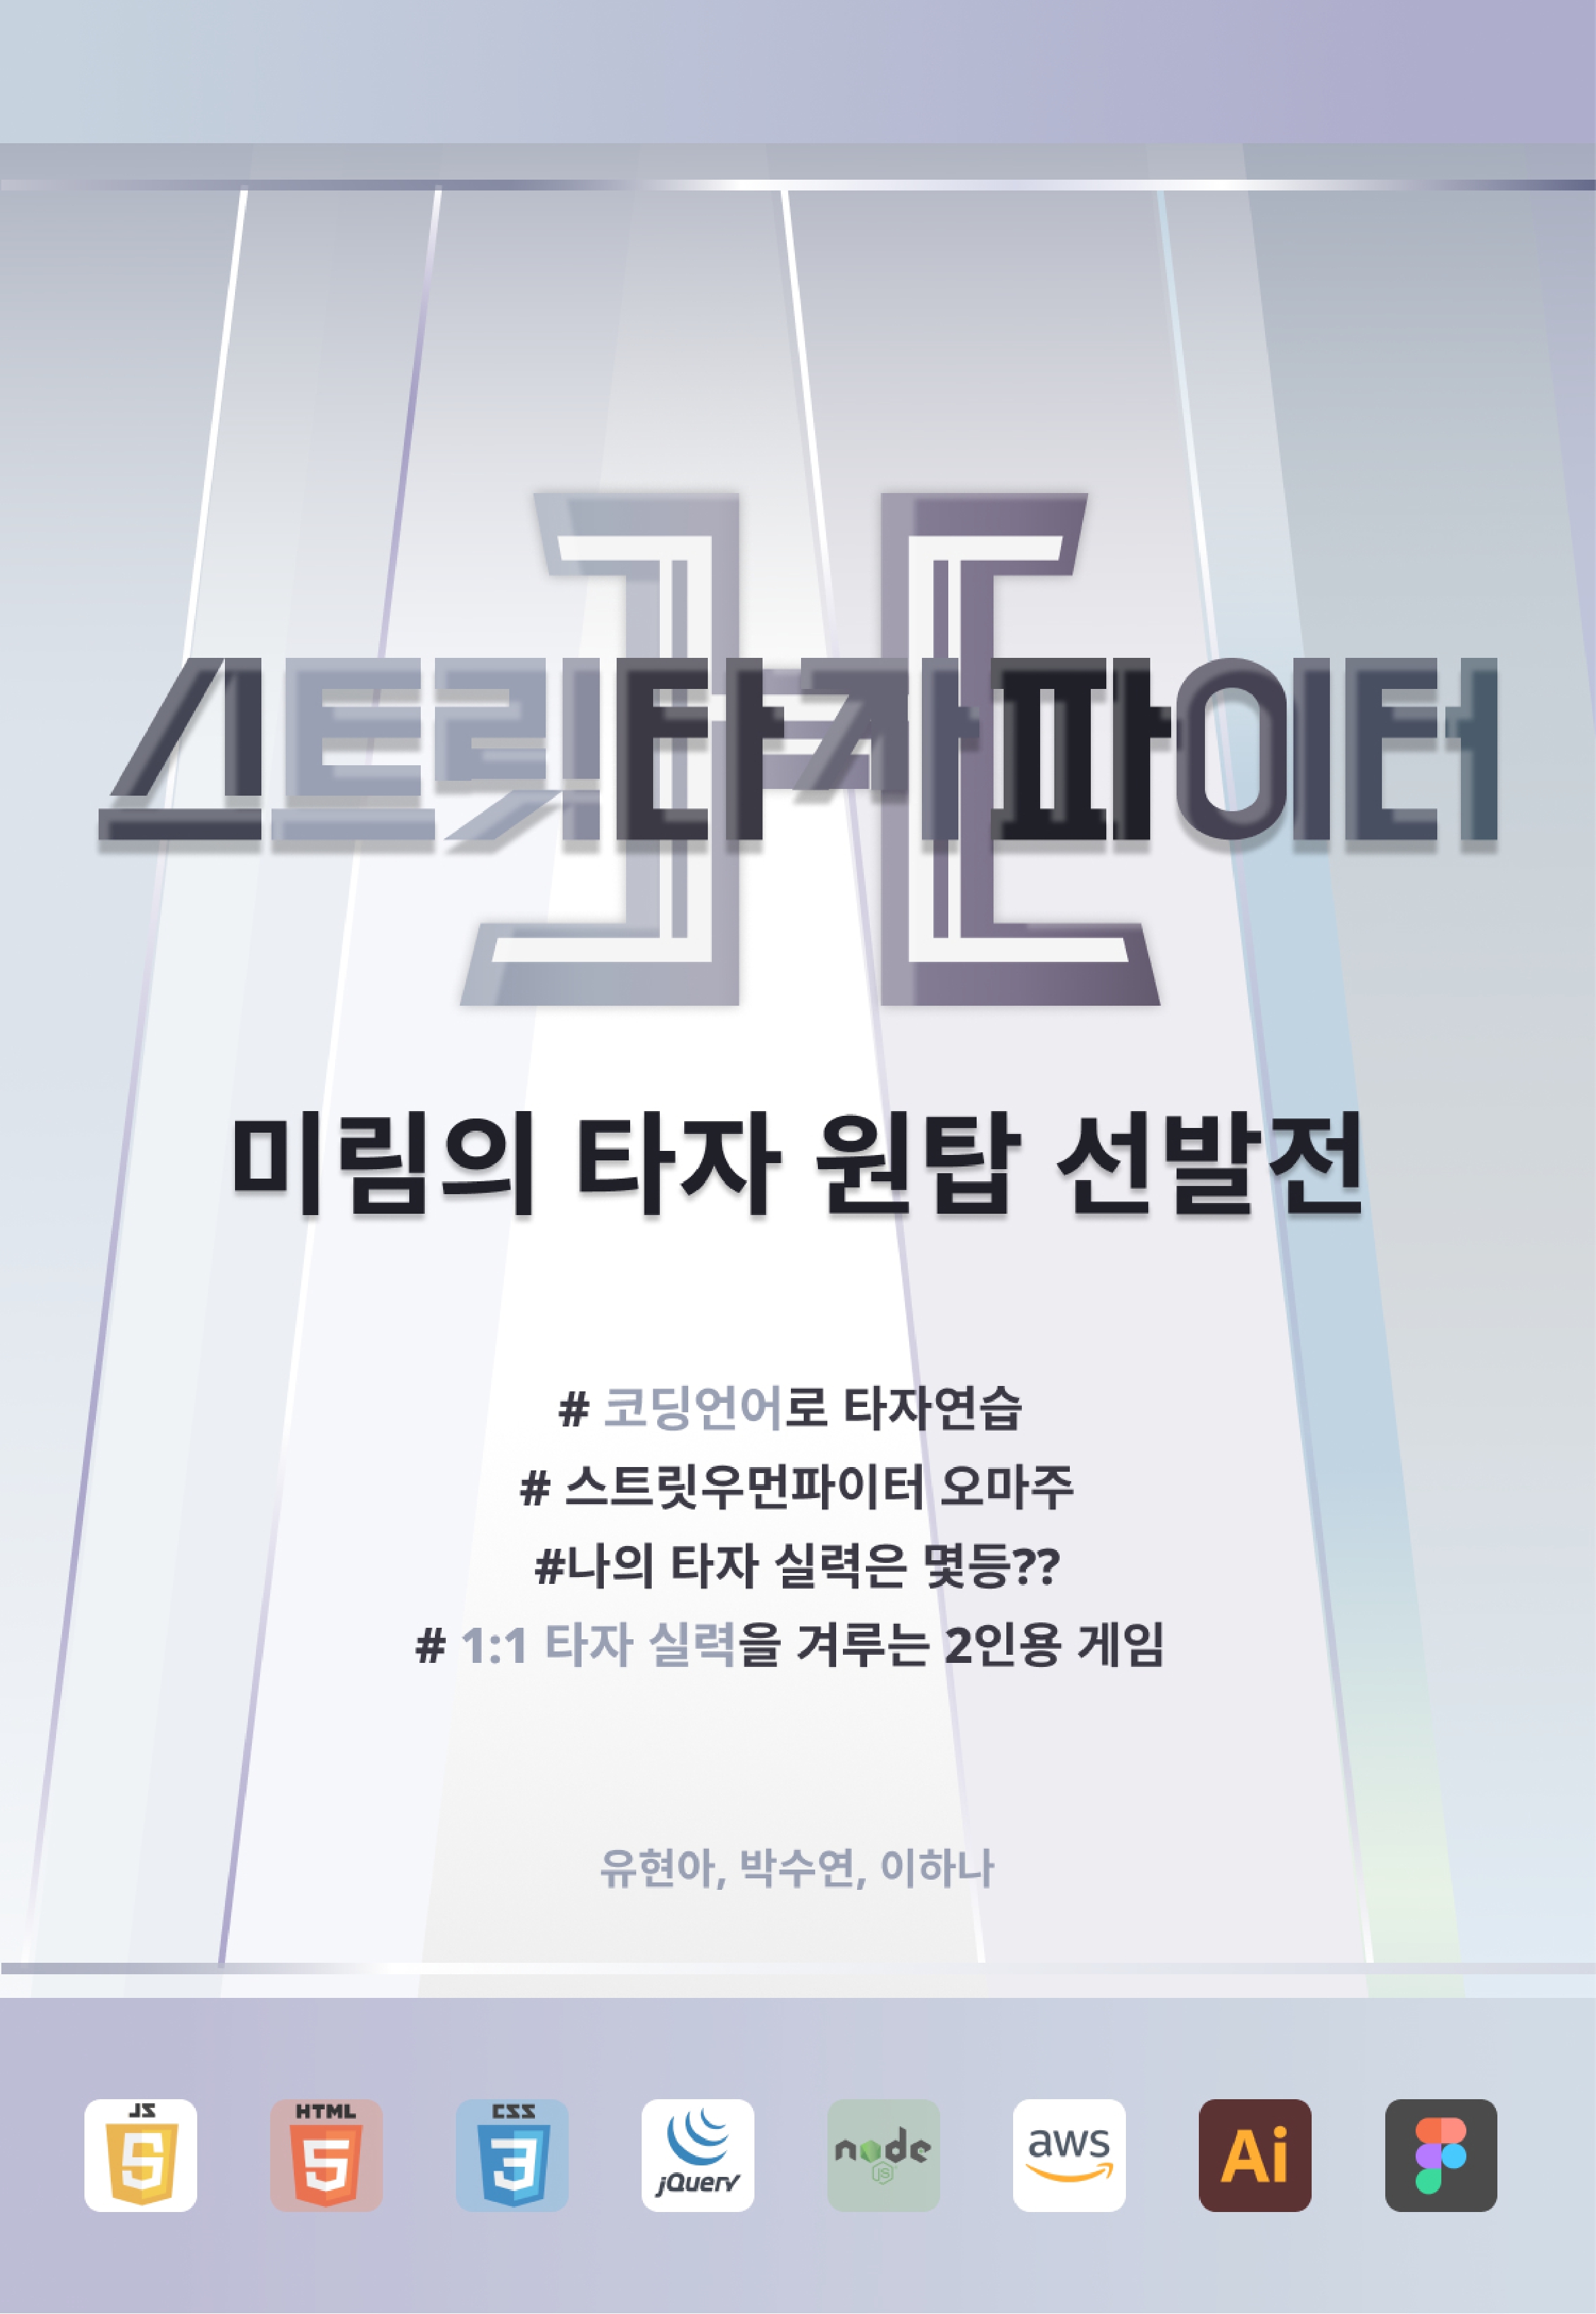 스트릿타자파이터
미림의 타자 원탑 선발전
# 코딩언어로 타자연습
# 스트릿우먼파이터 오마주
#나의 타자 실력은 몇등??
# 1:1 타자 실력을 겨루는 2인용 게임
유현아, 박수연, 이하나
JS HTML CSS jQuery node JS aws Ai